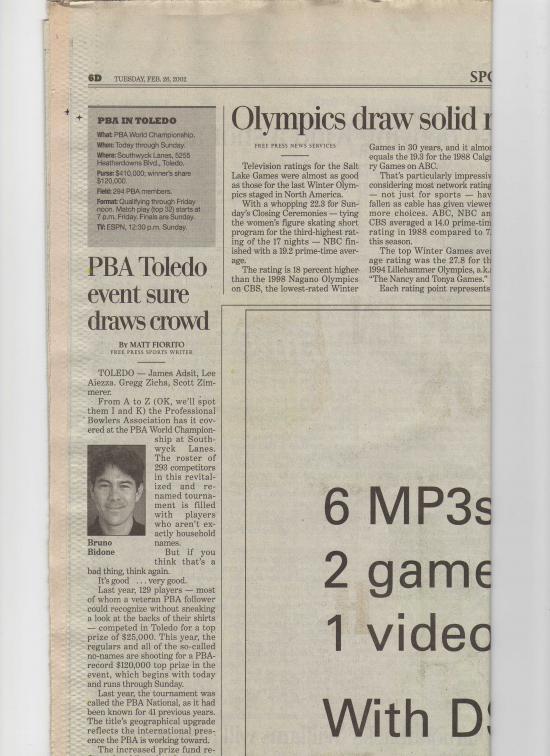 6D TUESDAY, FEB. 26, 2002
SPO
PBA IN TOLEDO
What: PBA World Championship.
When: Today through Sunday.
Where: Southwyck Lanes, 5255
Heatherdowns Blvd., Toledo.
Purse: $410,000; winner's share
$120,000.
Field: 294 PBA members.
Format: Qualifying through Friday
noon. Match play (top 32) starts at
7 p.m. Friday. Finals are Sunday.
TV: ESPN, 12:30 p.m. Sunday.
PBA Toledo
event sure
draws crowd
By MATT FIORITO
FREE PRESS SPORTS WRITER
TOLEDO — James Adsit, Lee
Aiezza. Gregg Zicha, Scott Zim-
merer.
From A to Z (OK, we'll spot
them I and K) the Professional
Bowlers Association has it cov-
ered at the PBA World Champion-
ship at South-
wyck Lanes.
The roster of
293 competitors
in this revital-
ized and re-
named tourna-
ment is filled
with players
who aren't ex-
actly household
names.
But if you
think that's a
bad thing, think again.
Bruno
Bidone
It's good ... very good.
Last year, 129 players — most
of whom a veteran PBA follower
could recognize without sneaking
a look at the backs of their shirts
— competed in Toledo for a top
prize of $25,000. This year, the
regulars and all of the so-called
no-names are shooting for a PBA-
record $120,000 top prize in the
event, which begins with today
and runs through Sunday.
Last year, the tournament was
called the PBA National, as it had
been known for 41 previous years.
The title's geographical upgrade
reflects the international pres-
ence the PBA is working toward.
The increased prize fund re-
Olympics draw solid r
FREE PRESS NEWS SERVICES
Television ratings for the Salt
Lake Games were almost as good
as those for the last Winter Olym-
pics staged in North America.
With a whopping 22.3 for Sun-
day's Closing Ceremonies — tying
the women's figure skating short
program for the third-highest rat-
ing of the 17 nights — NBC fin-
ished with a 19.2 prime-time aver-
age.
The rating is 18 percent higher
than the 1998 Nagano Olympics
on CBS, the lowest-rated Winter
Games in 30 years, and it almos
equals the 19.3 for the 1988 Calga
ry Games on ABC.
That's particularly impressiv
considering most network rating
— not just for sports — hav
fallen as cable has given viewer
more choices. ABC, NBC an
CBS averaged a 14.0 prime-tim
rating in 1988 compared to 7.
this season.
The top Winter Games aver
age rating was the 27.8 for th
1994 Lillehammer Olympics, a.k.a
"The Nancy and Tonya Games."
Each rating point represents
6 MP3s
2 game
1 video
With DS